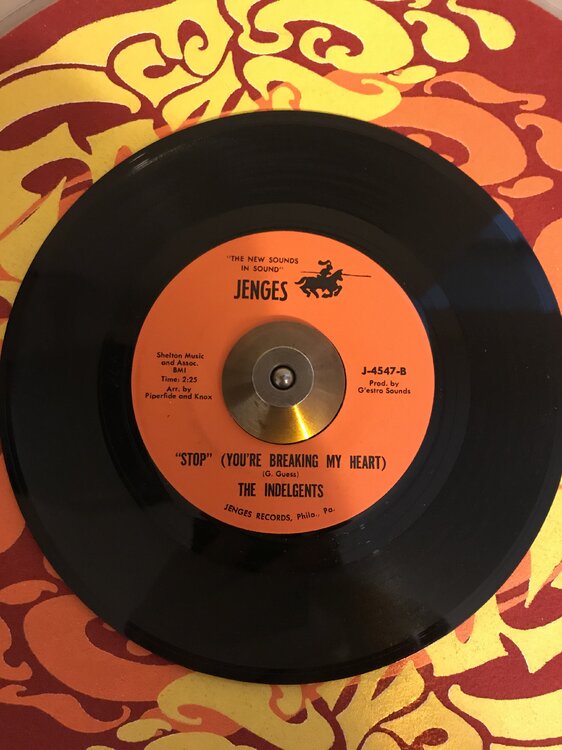 "THE NEW SOUNDS
IN SOUND"
JENGES
Shelton Music
and Assoc.
BMI
Time: 2:25
Arr. by
Piperfide and Knox
J-4547-B
Prod. by
G'estro Sounds
"STOP" (YOU'RE BREAKING MY HEART)
(G. Guess)
THE INDELGENTS
JENGES RECORDS, Phila., Pa.